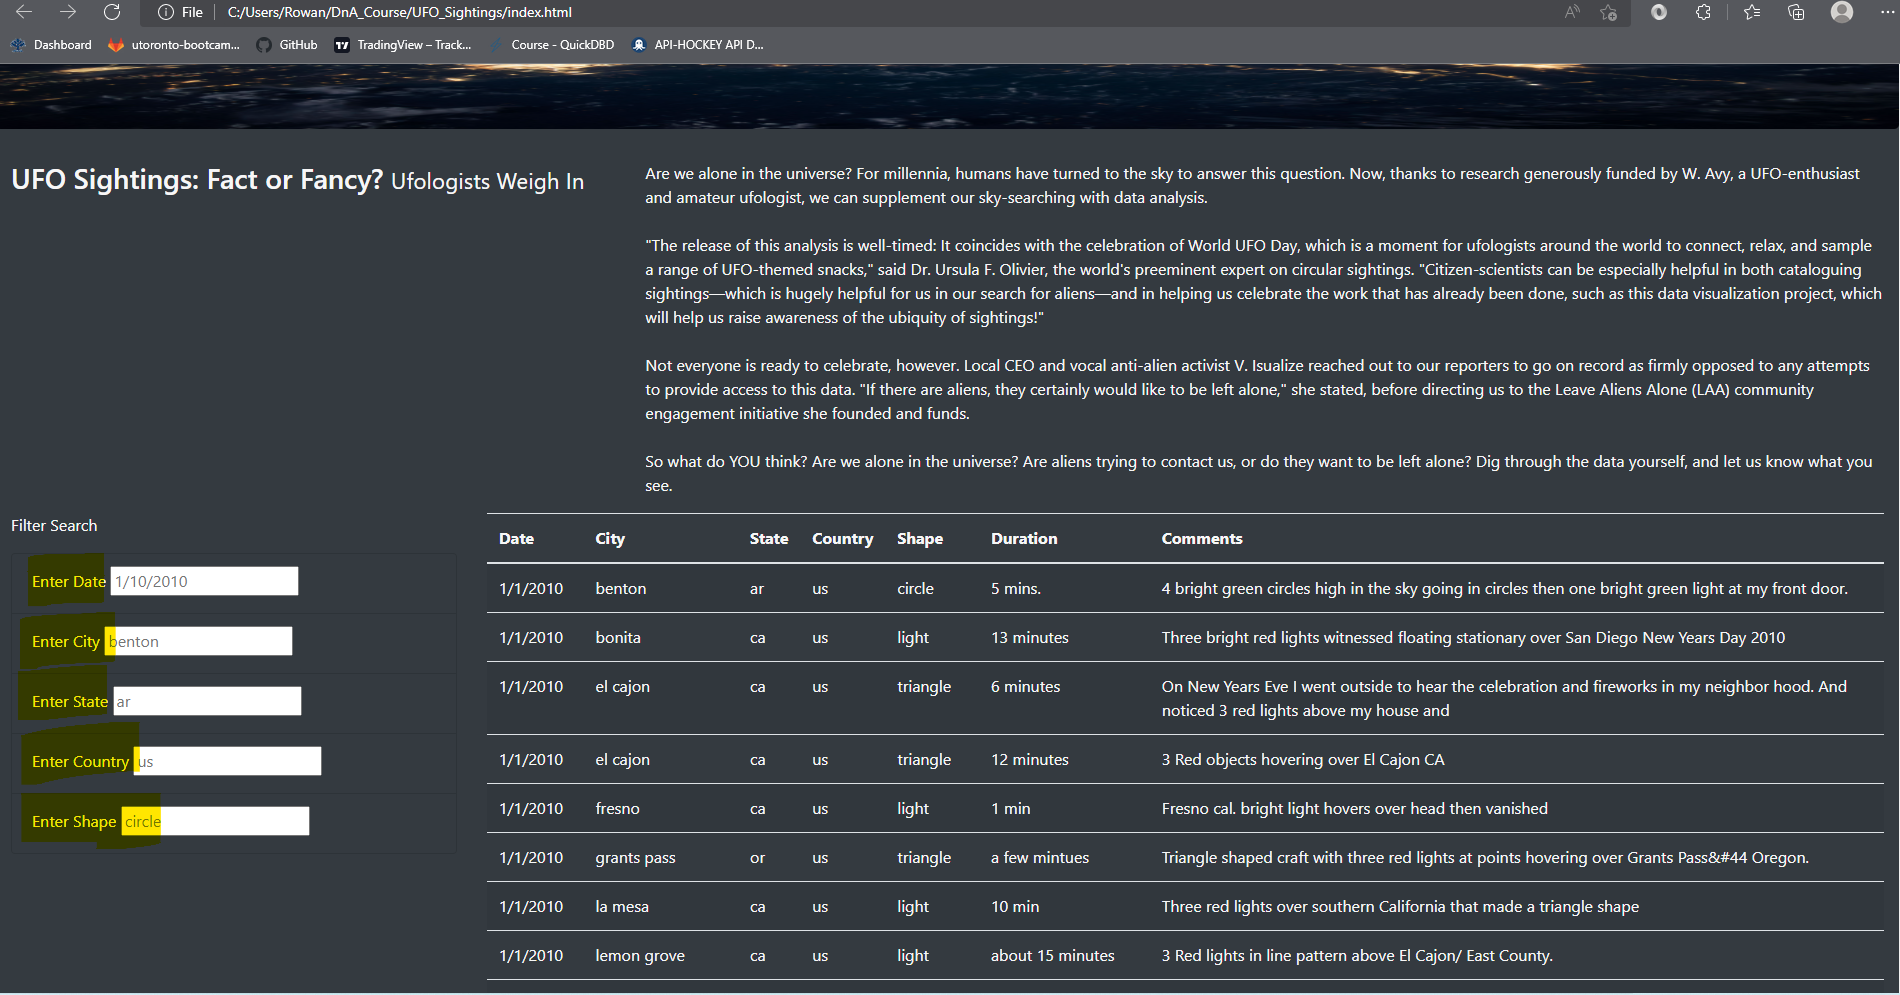 File C:/Users/Rowan/DnA_Course/UFO_Sightings/index.html
Dashboard utoronto-bootcam... GitHub TradingView – Track... Course - QuickDBD API-HOCKEY API D...
UFO Sightings: Fact or Fancy? Ufologists Weigh In
Are we alone in the universe? For millennia, humans have turned to the sky to answer this question. Now, thanks to research generously funded by W. Avy, a UFO-enthusiast
and amateur ufologist, we can supplement our sky-searching with data analysis.
"The release of this analysis is well-timed: It coincides with the celebration of World UFO Day, which is a moment for ufologists around the world to connect, relax, and sample
a range of UFO-themed snacks," said Dr. Ursula F. Olivier, the world's preeminent expert on circular sightings. "Citizen-scientists can be especially helpful in both cataloguing
sightings—which is hugely helpful for us in our search for aliens—and in helping us celebrate the work that has already been done, such as this data visualization project, which
will help us raise awareness of the ubiquity of sightings!"
Not everyone is ready to celebrate, however. Local CEO and vocal anti-alien activist V. Isualize reached out to our reporters to go on record as firmly opposed to any attempts
to provide access to this data. "If there are aliens, they certainly would like to be left alone," she stated, before directing us to the Leave Aliens Alone (LAA) community
engagement initiative she founded and funds.
So what do YOU think? Are we alone in the universe? Are aliens trying to contact us, or do they want to be left alone? Dig through the data yourself, and let us know what you
see.
Filter Search
Enter Date 1/10/2010
Enter City benton
Enter State ar
Enter Country us
Enter Shape circle
Date City State Country Shape Duration Comments
1/1/2010 benton ar us circle 5 mins. 4 bright green circles high in the sky going in circles then one bright green light at my front door.
1/1/2010 bonita ca us light 13 minutes Three bright red lights witnessed floating stationary over San Diego New Years Day 2010
1/1/2010 el cajon ca us triangle 6 minutes On New Years Eve I went outside to hear the celebration and fireworks in my neighbor hood. And
noticed 3 red lights above my house and
1/1/2010 el cajon ca us triangle 12 minutes 3 Red objects hovering over El Cajon CA
1/1/2010 fresno ca us light 1 min Fresno cal. bright light hovers over head then vanished
1/1/2010 grants pass or us triangle a few mintues Triangle shaped craft with three red lights at points hovering over Grants Pass&#44 Oregon.
1/1/2010 la mesa ca us light 10 min Three red lights over southern California that made a triangle shape
1/1/2010 lemon grove ca us light about 15 minutes 3 Red lights in line pattern above El Cajon/ East County.